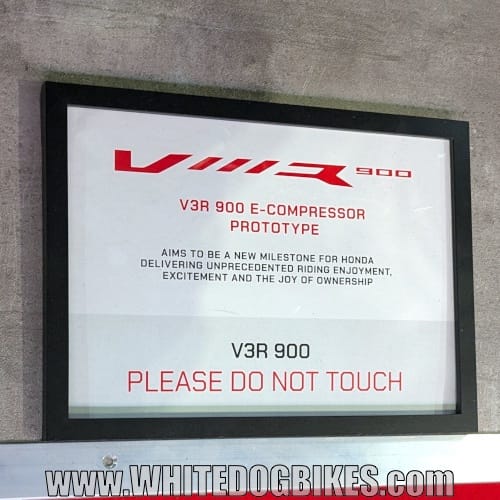 V///R 900
V3R 900 E-COMPRESSOR
PROTOTYPE
AIMS TO BE A NEW MILESTONE FOR HONDA
DELIVERING UNPRECEDENTED RIDING ENJOYMENT,
EXCITEMENT AND THE JOY OF OWNERSHIP
V3R 900
PLEASE DO NOT TOUCH
www.WHITEDOGBIKES.com